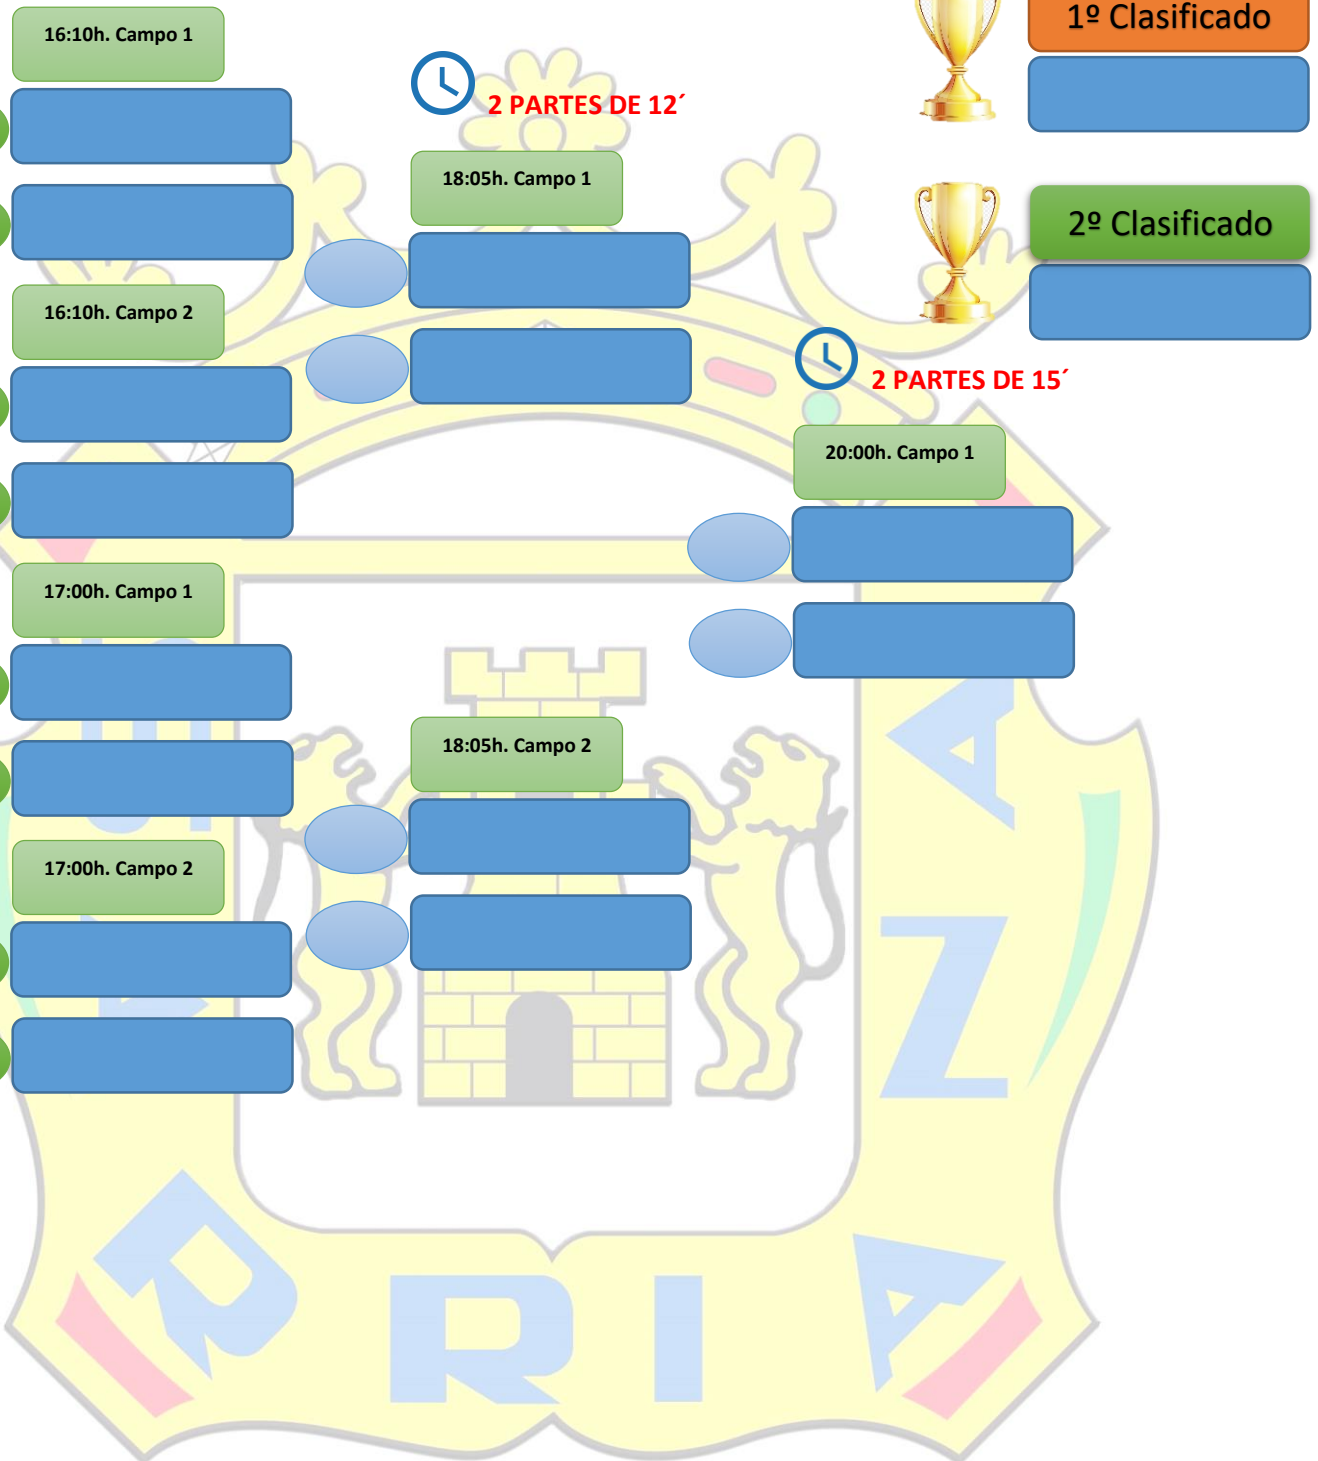 16:10h. Campo 1
1º Clasificado
2 PARTES DE 12´
18:05h. Campo 1
2º Clasificado
16:10h. Campo 2
2 PARTES DE 15´
20:00h. Campo 1
17:00h. Campo 1
18:05h. Campo 2
17:00h. Campo 2
A
Z
R
R
I
A